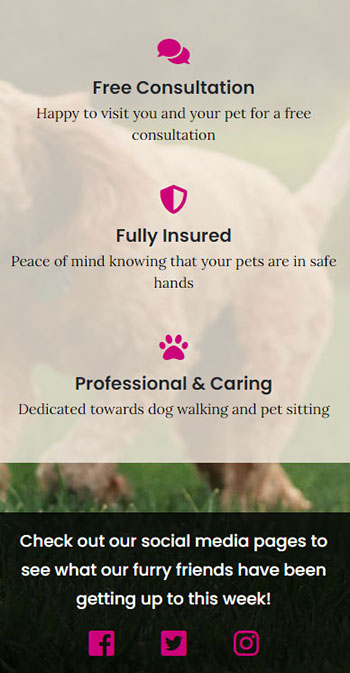 Free Consultation
Happy to visit you and your pet for a free
consultation
Fully Insured
Peace of mind knowing that your pets are in safe
hands
Professional & Caring
Dedicated towards dog walking and pet sitting
Check out our social media pages to
see what our furry friends have been
getting up to this week!